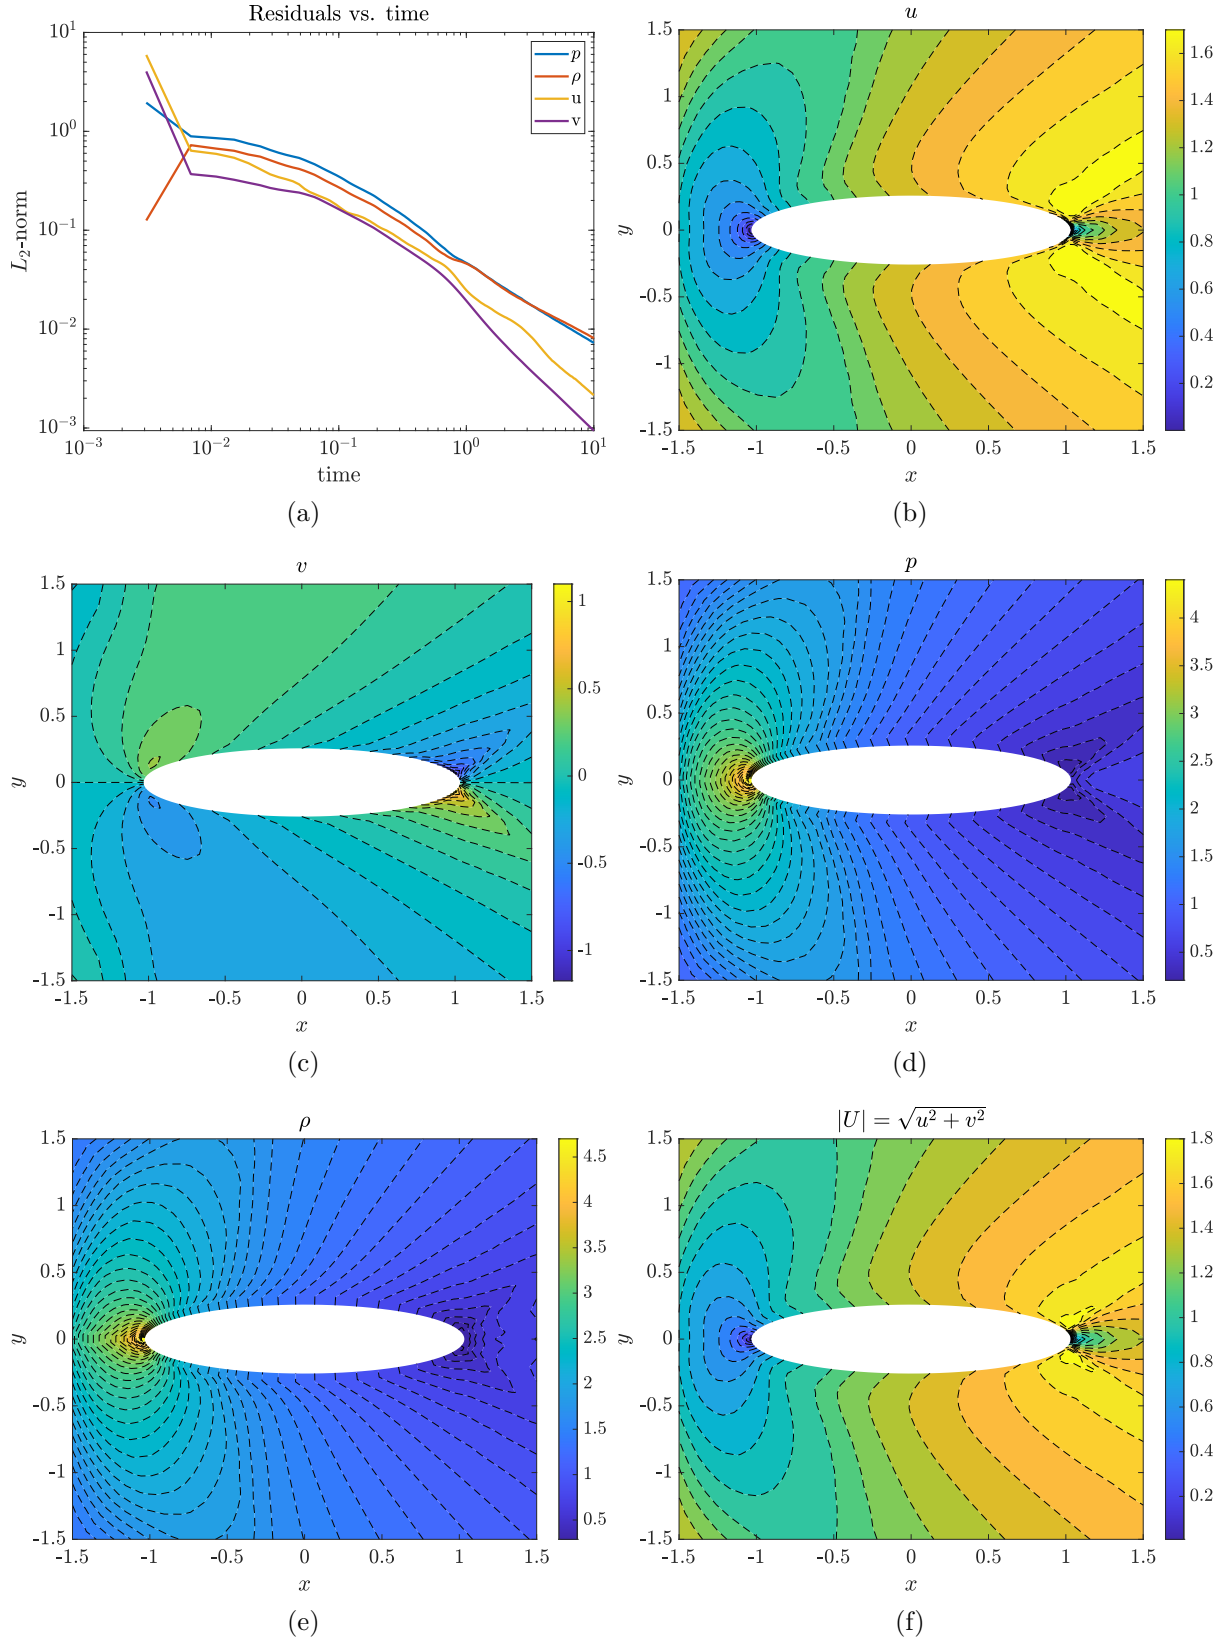 Residuals vs. time
10^1
10^0
10^{-1}
10^{-2}
10^{-3}
L_2-norm
p
ρ
u
v
10^{-3} 10^{-2} 10^{-1} 10^0 10^1
time
(a)
u
1.5
1
0.5
0
-0.5
-1
-1.5
y
-1.5 -1 -0.5 0 0.5 1 1.5
x
1.6
1.4
1.2
1
0.8
0.6
0.4
0.2
(b)
v
1.5
1
0.5
0
-0.5
-1
-1.5
y
-1.5 -1 -0.5 0 0.5 1 1.5
x
1
0.5
0
-0.5
-1
(c)
p
1.5
1
0.5
0
-0.5
-1
-1.5
y
-1.5 -1 -0.5 0 0.5 1 1.5
x
4
3.5
3
2.5
2
1.5
1
0.5
(d)
ρ
1.5
1
0.5
0
-0.5
-1
-1.5
y
-1.5 -1 -0.5 0 0.5 1 1.5
x
4.5
4
3.5
3
2.5
2
1.5
1
0.5
(e)
|U| = √(u² + v²)
1.5
1
0.5
0
-0.5
-1
-1.5
y
-1.5 -1 -0.5 0 0.5 1 1.5
x
1.8
1.6
1.4
1.2
1
0.8
0.6
0.4
0.2
(f)